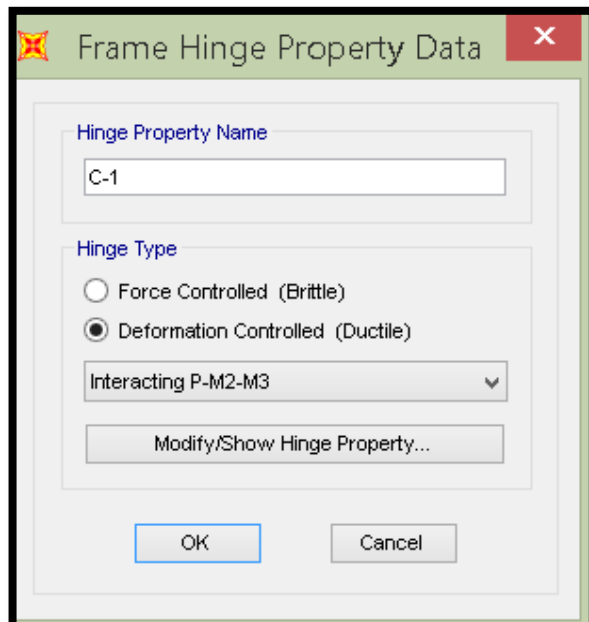 Frame Hinge Property Data
Hinge Property Name
C-1
Hinge Type
Force Controlled (Brittle)
Deformation Controlled (Ductile)
Interacting P-M2-M3
Modify/Show Hinge Property...
OK Cancel